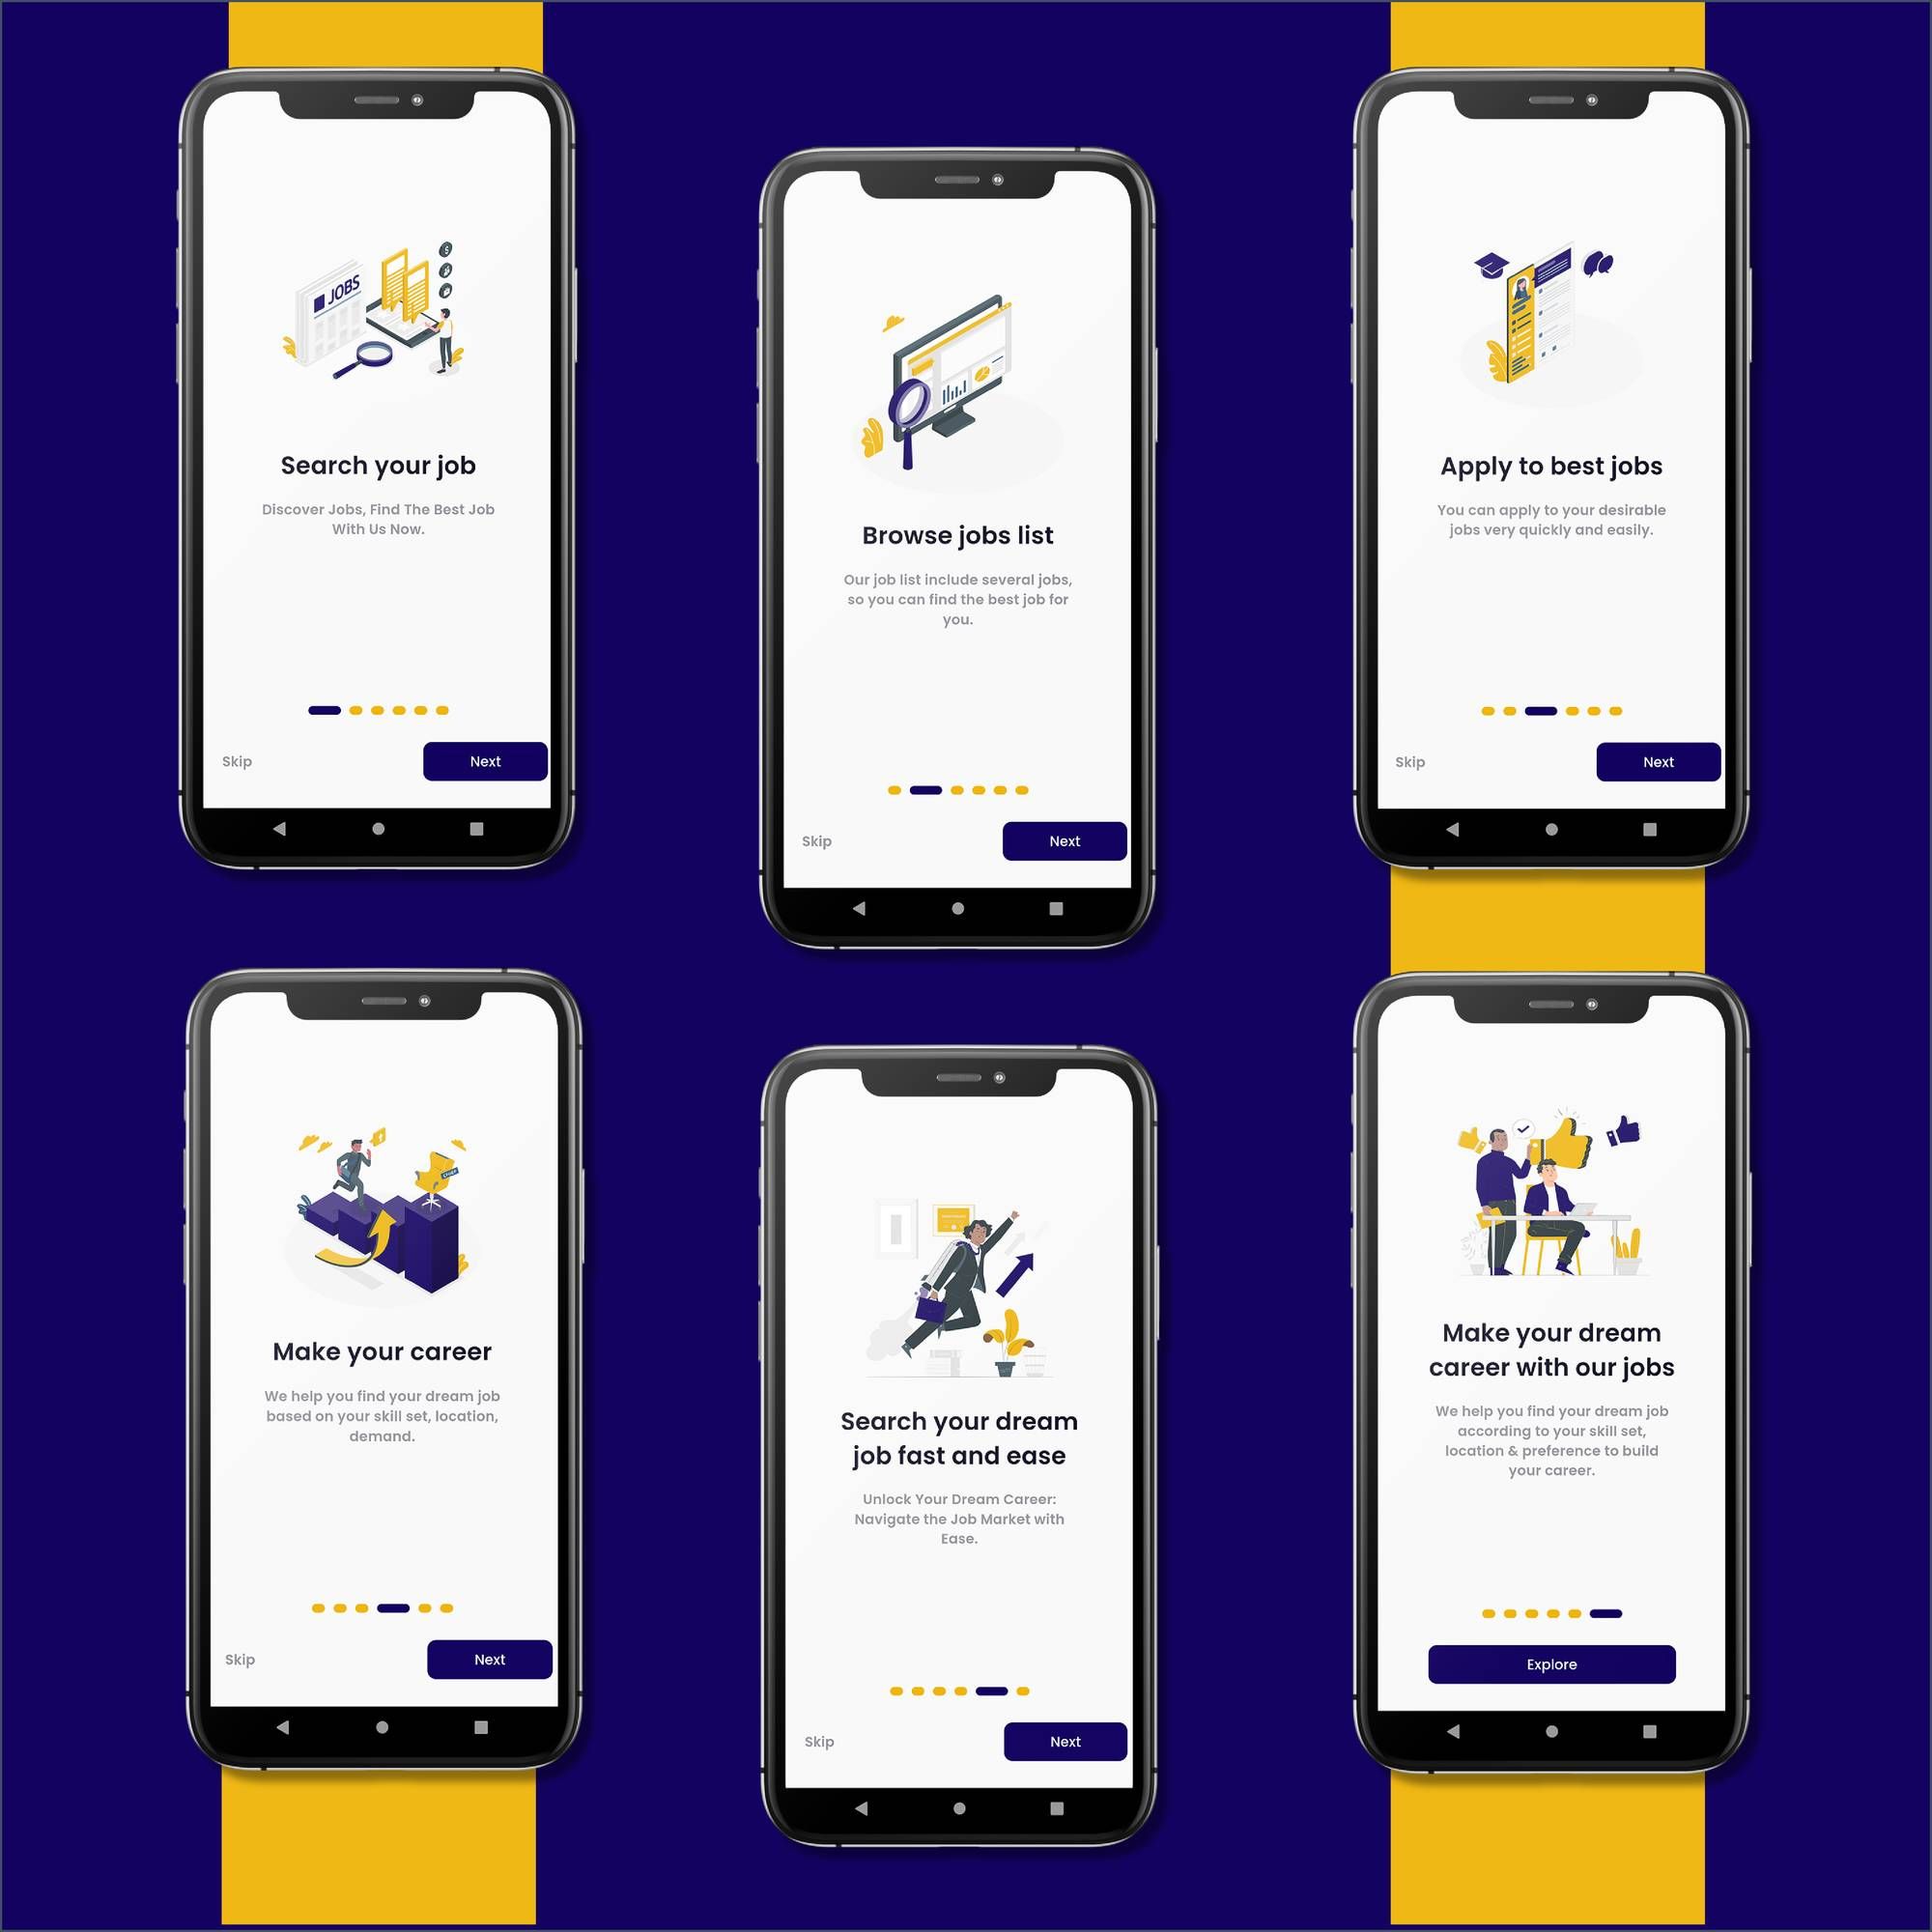 JOBS
Search your job
Discover Jobs, Find The Best Job
With Us Now.
Skip
Next
Browse jobs list
Our job list include several jobs,
so you can find the best job for
you.
Skip
Next
Apply to best jobs
You can apply to your desirable
jobs very quickly and easily.
Skip
Next
Make your career
We help you find your dream job
based on your skill set, location,
demand.
Skip
Next
Search your dream
job fast and ease
Unlock Your Dream Career:
Navigate the Job Market with
Ease.
Skip
Next
Make your dream
career with our jobs
We help you find your dream job
according to your skill set,
location & preference to build
your career.
Explore